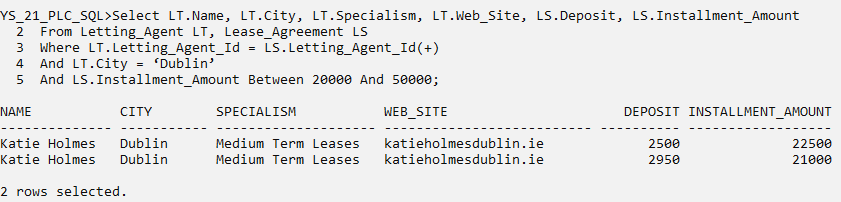 YS_21_PLC_SQL>Select LT.Name, LT.City, LT.Specialism, LT.Web_Site, LS.Deposit, LS.Installment_Amount
  2  From Letting_Agent LT, Lease_Agreement LS
  3  Where LT.Letting_Agent_Id = LS.Letting_Agent_Id(+)
  4  And LT.City = ‘Dublin’
  5  And LS.Installment_Amount Between 20000 And 50000;
NAME           CITY        SPECIALISM           WEB_SITE                      DEPOSIT INSTALLMENT_AMOUNT
-------------- ----------- -------------------- -------------------------- ---------- ------------------
Katie Holmes   Dublin      Medium Term Leases   katieholmesdublin.ie             2500              22500
Katie Holmes   Dublin      Medium Term Leases   katieholmesdublin.ie             2950              21000
2 rows selected.